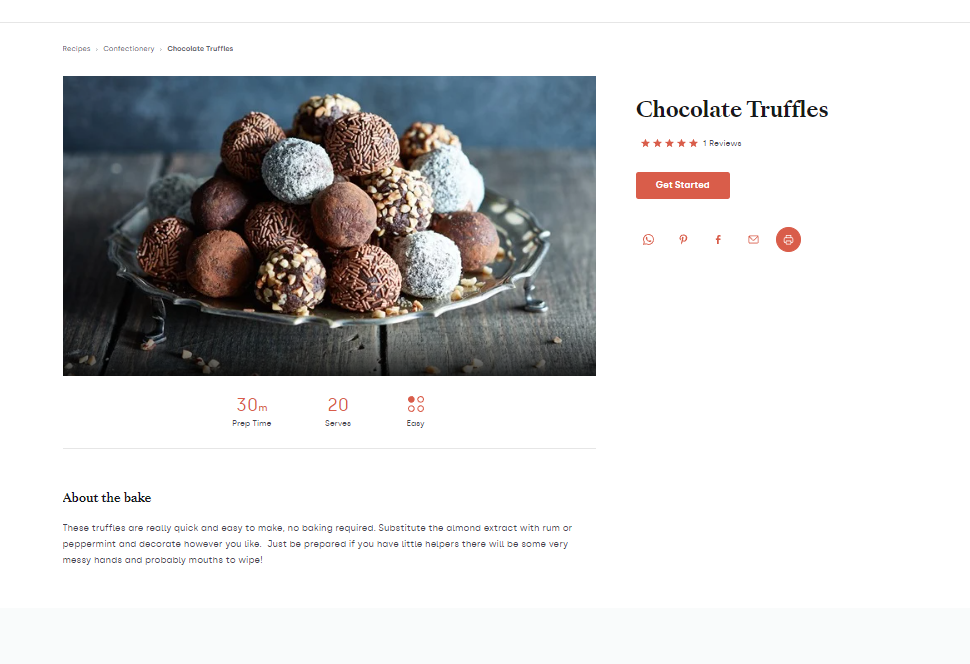 Recipes › Confectionery › Chocolate Truffles
Chocolate Truffles
1 Reviews
Get Started
30m
Prep Time
20
Serves
Easy
About the bake
These truffles are really quick and easy to make, no baking required. Substitute the almond extract with rum or
peppermint and decorate however you like.  Just be prepared if you have little helpers there will be some very
messy hands and probably mouths to wipe!